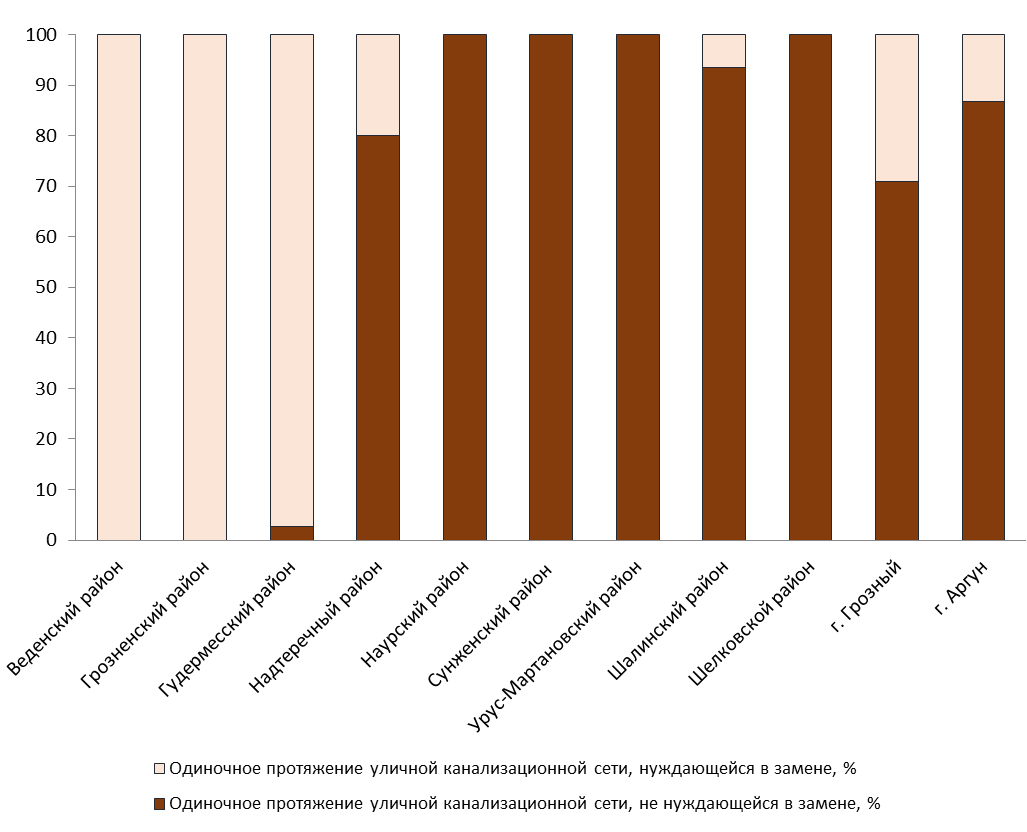 100
90
80
70
60
50
40
30
20
10
0
Веденский район
Грозненский район
Гудермесский район
Надтеречный район
Наурский район
Сунженский район
Урус-Мартановский район
Шалинский район
Шелковской район
г. Грозный
г. Аргун
Одиночное протяжение уличной канализационной сети, нуждающейся в замене, %
Одиночное протяжение уличной канализационной сети, не нуждающейся в замене, %